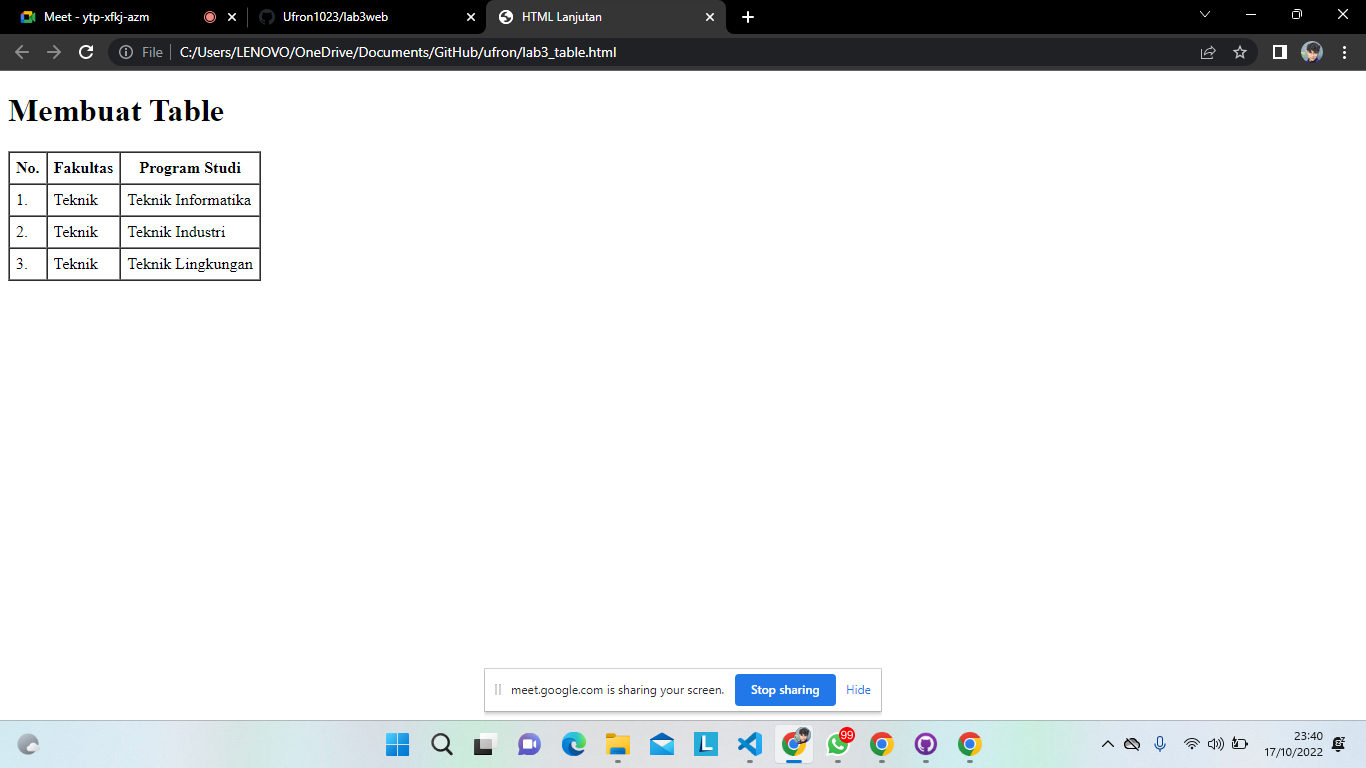 Meet - ytp-xfkj-azm Ufron1023/lab3web HTML Lanjutan
File C:/Users/LENOVO/OneDrive/Documents/GitHub/ufron/lab3_table.html
Membuat Table
No. Fakultas Program Studi
1. Teknik Teknik Informatika
2. Teknik Teknik Industri
3. Teknik Teknik Lingkungan
meet.google.com is sharing your screen. Stop sharing Hide
L 99 23:40
17/10/2022